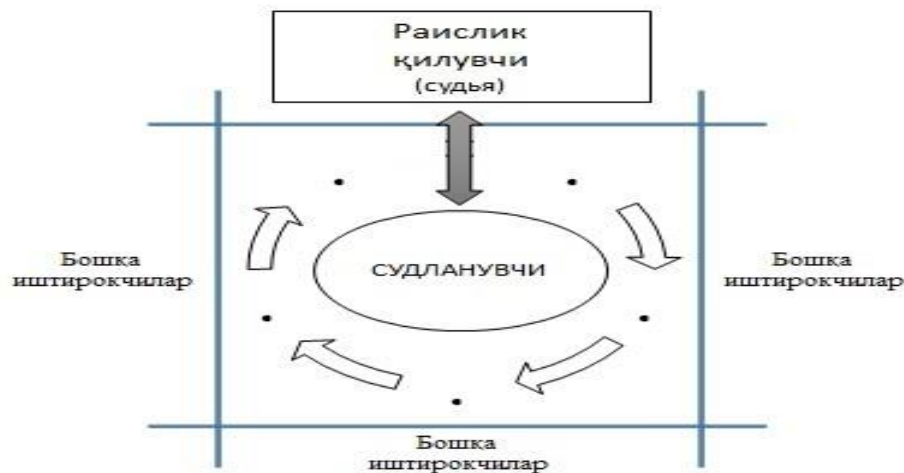 Раислик
қилувчи
(судья)
СУДЛАНУВЧИ
Бошқа
иштирокчилар
Бошқа
иштирокчилар
Бошқа
иштирокчилар